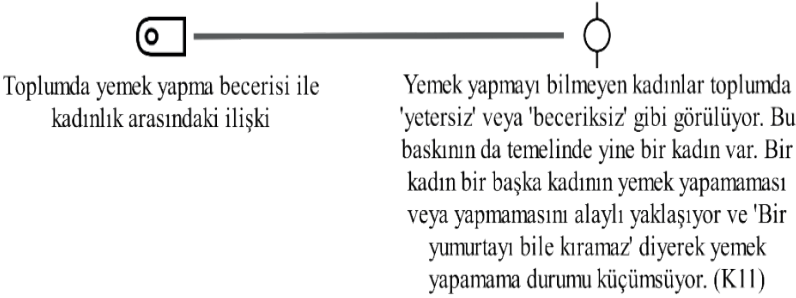 Toplumda yemek yapma becerisi ile
kadınlık arasındaki ilişki
Yemek yapmayı bilmeyen kadınlar toplumda
'yetersiz' veya 'beceriksiz' gibi görülüyor. Bu
baskının da temelinde yine bir kadın var. Bir
kadın bir başka kadının yemek yapamaması
veya yapmamasını alaylı yaklaşıyor ve 'Bir
yumurtayı bile kıramaz' diyerek yemek
yapamama durumu küçümsüyor. (K11)